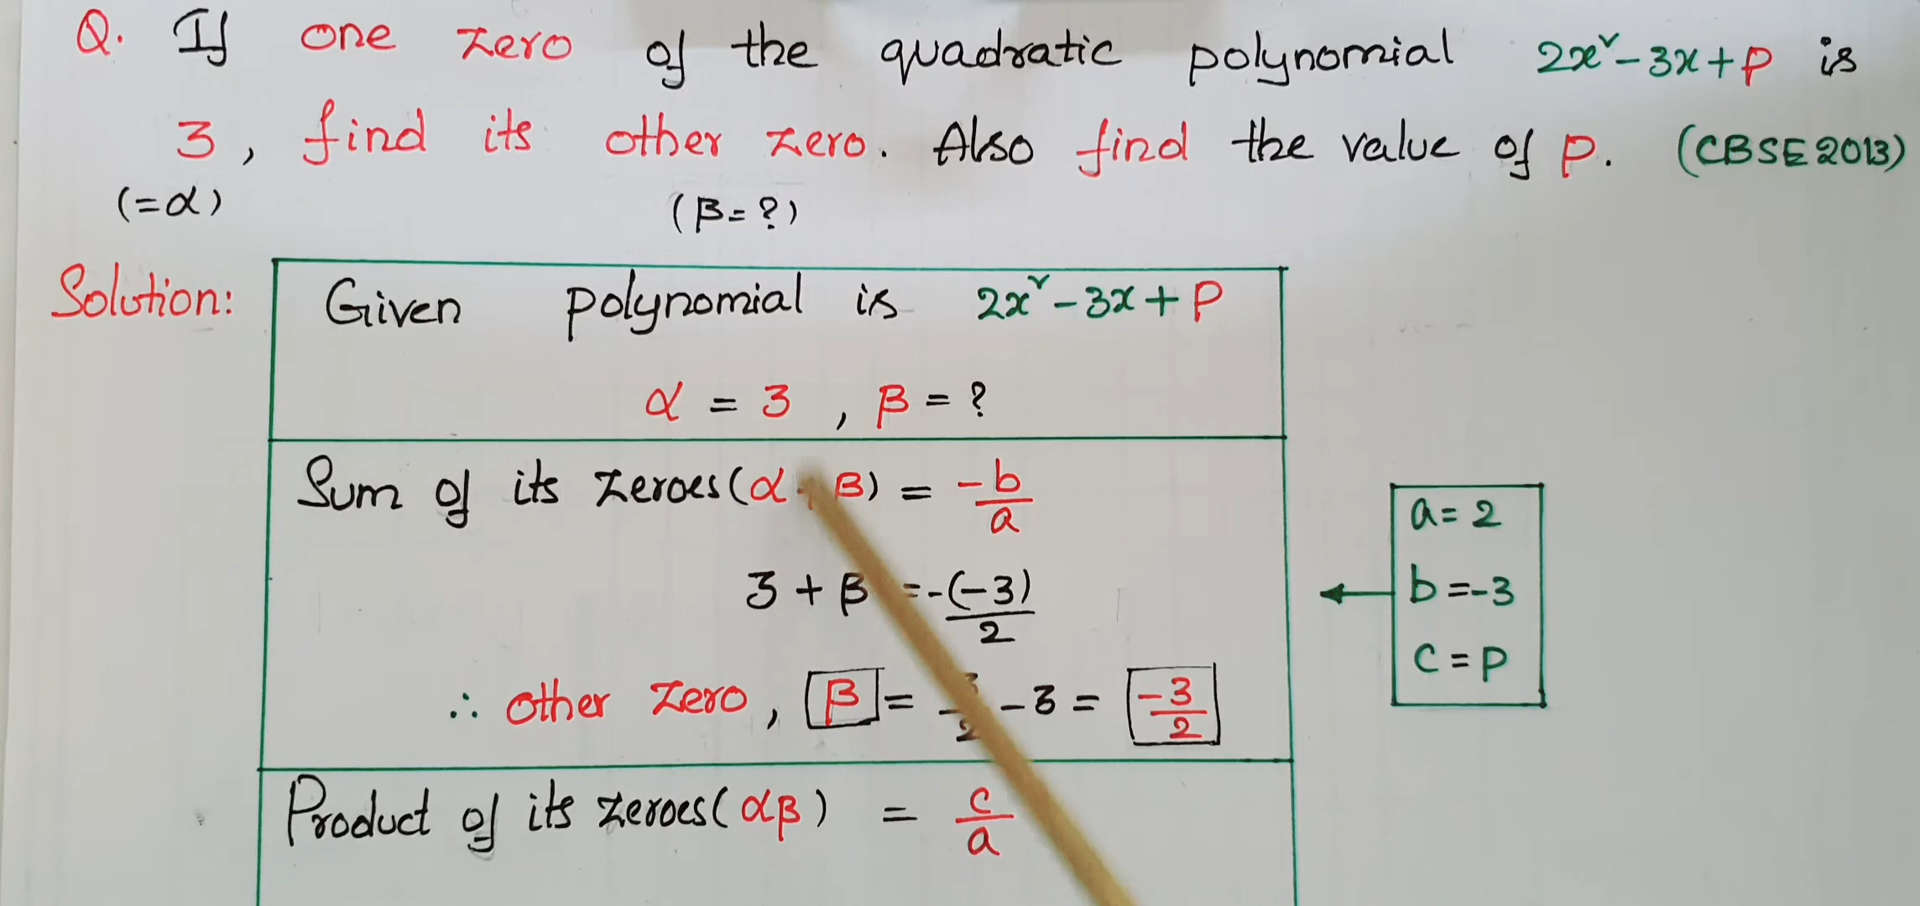 Q. If one zero of the quadratic polynomial 2x² - 3x + P is
3, find its other zero. Also find the value of P. (CBSE 2013)
(=α) (β=?)
Solution: Given polynomial is 2x² - 3x + P
α = 3 , β = ?
Sum of its zeroes (α + β) = -b/a
3 + β = -(-3)/2
∴ other zero, β = 3/2 - 3 = -3/2
Product of its zeroes (αβ) = c/a
a = 2
b = -3
c = P